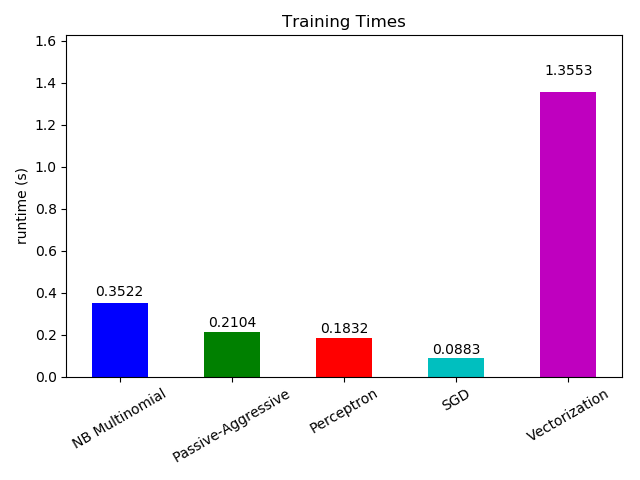 Training Times
1.6
1.4
1.2
1.0
0.8
0.6
0.4
0.2
0.0
runtime (s)
0.3522
0.2104
0.1832
0.0883
1.3553
NB Multinomial
Passive-Aggressive
Perceptron
SGD
Vectorization